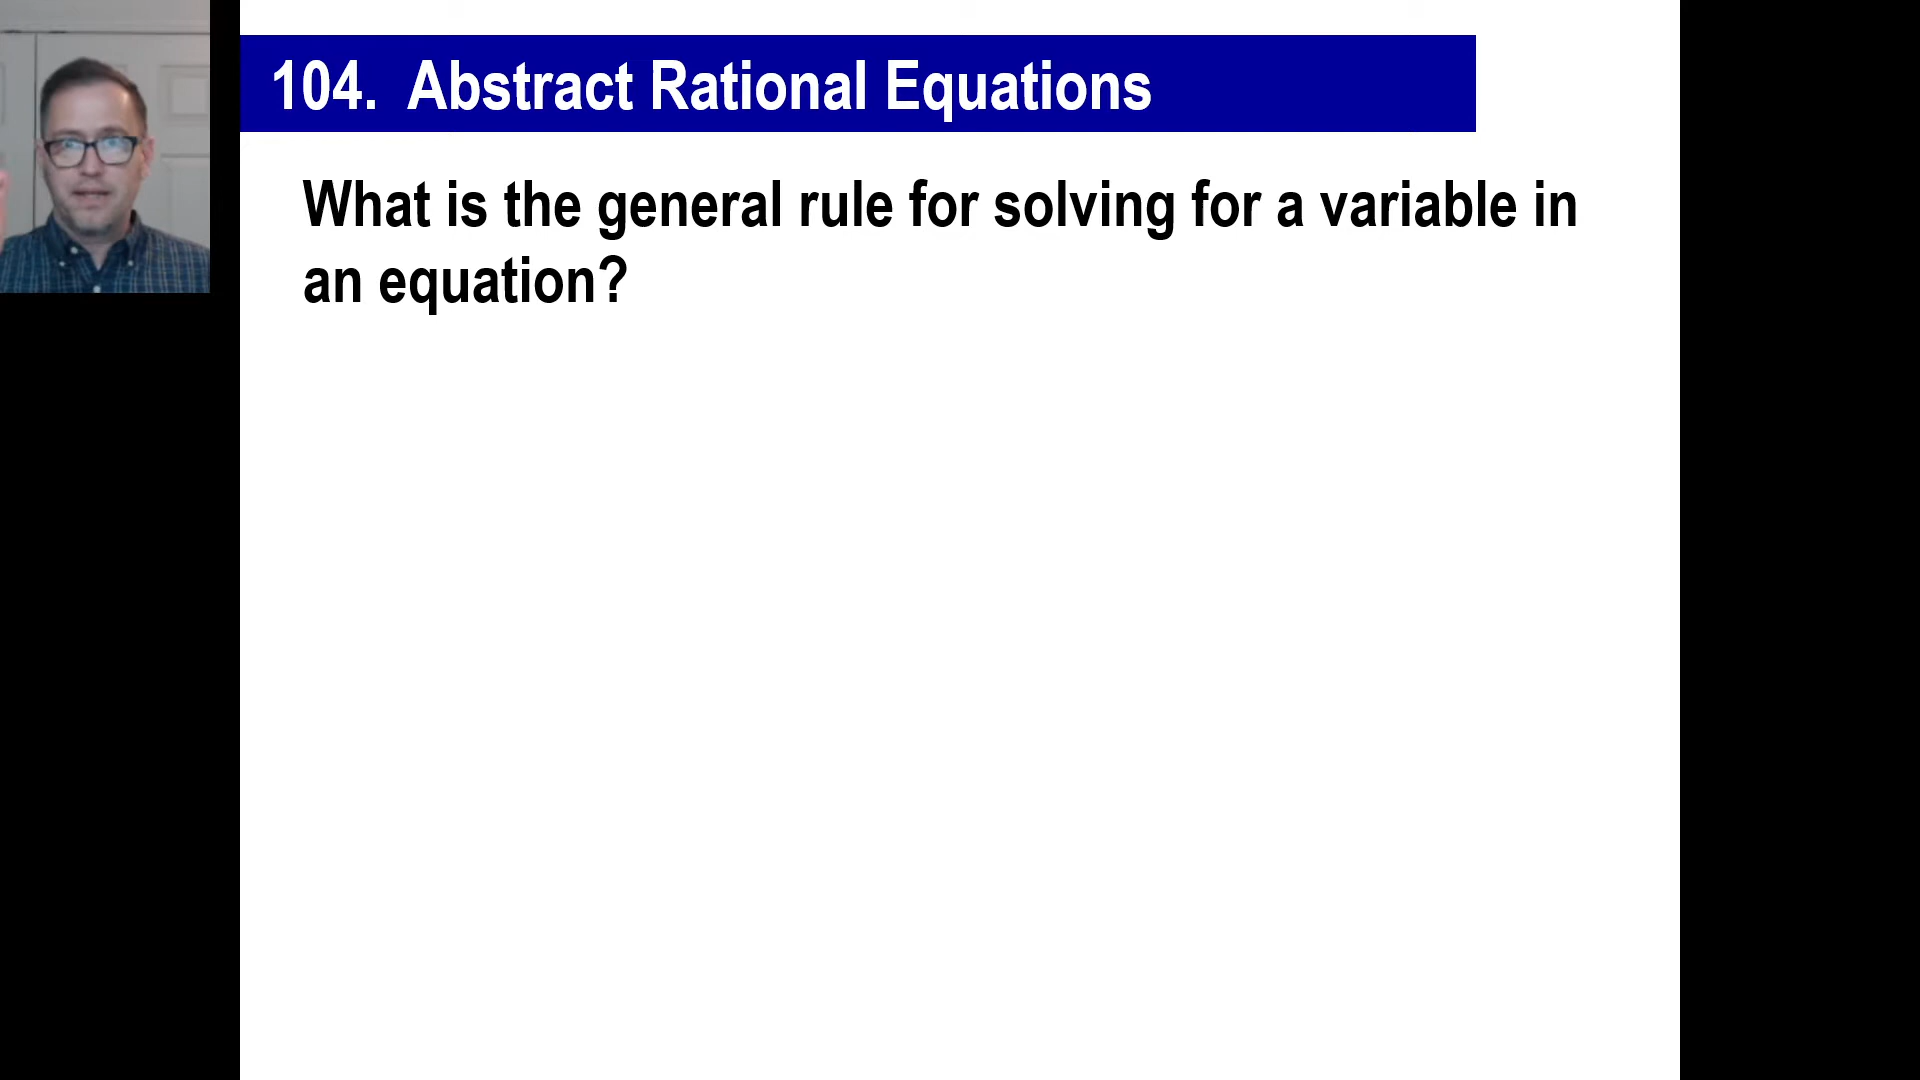 104. Abstract Rational Equations
What is the general rule for solving for a variable in
an equation?